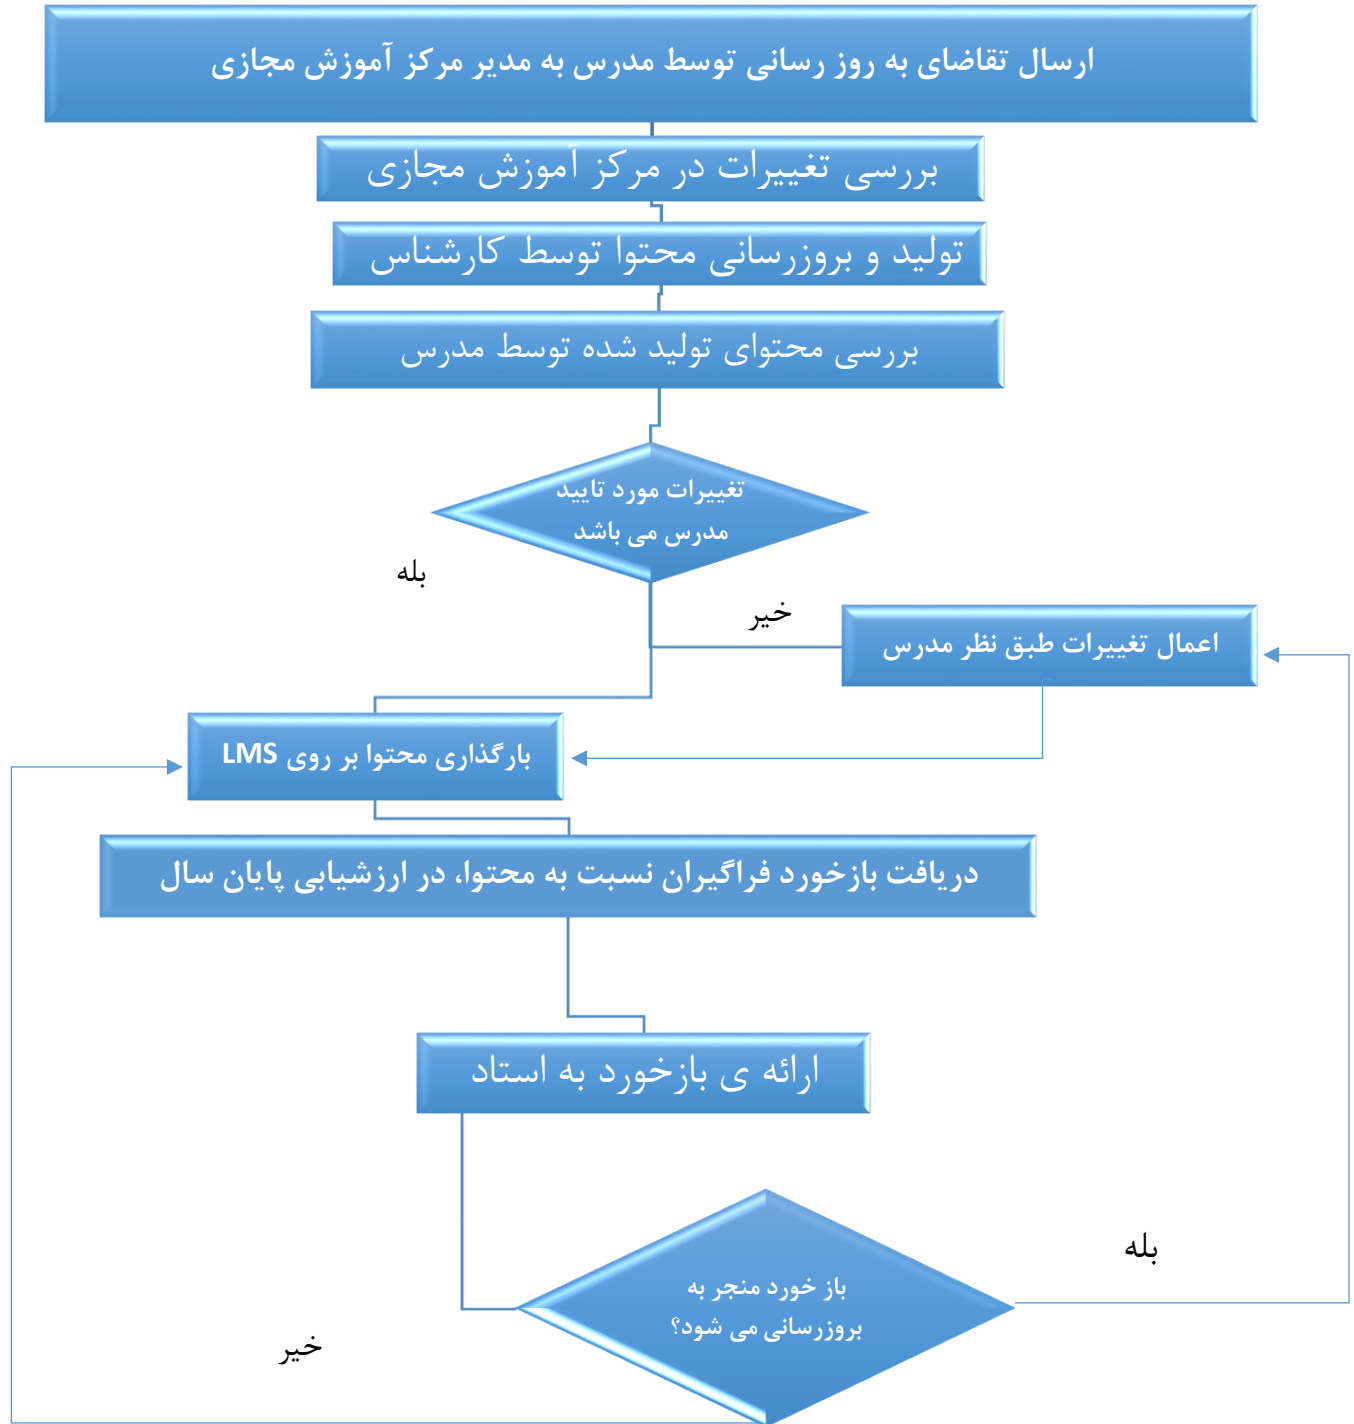 ارسال تقاضای به روز رسانی توسط مدرس به مدیر مرکز آموزش مجازی
بررسی تغییرات در مرکز آموزش مجازی
تولید و بروزرسانی محتوا توسط کارشناس
بررسی محتوای تولید شده توسط مدرس
تغییرات مورد تایید
مدرس می باشد
بله
خیر
اعمال تغییرات طبق نظر مدرس
بارگذاری محتوا بر روی LMS
دریافت بازخورد فراگیران نسبت به محتوا، در ارزشیابی پایان سال
ارائه ی بازخورد به استاد
باز خورد منجر به
بروزرسانی می شود؟
بله
خیر